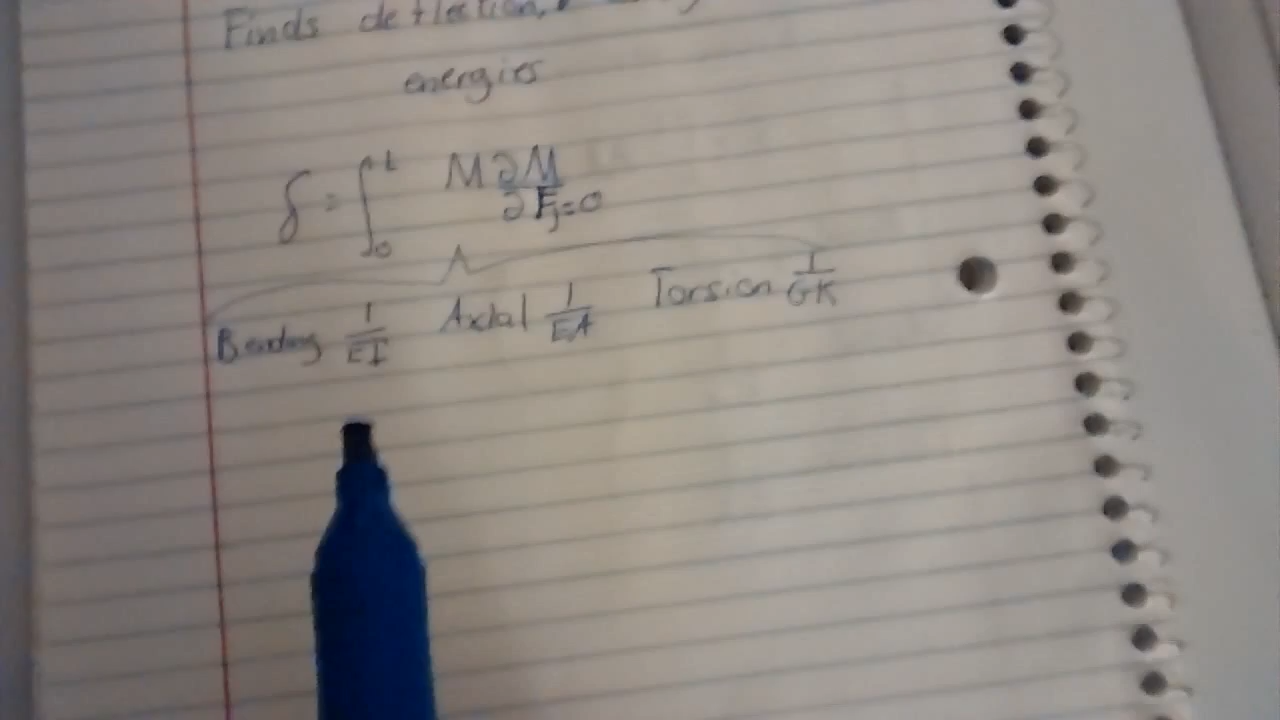 Finds deflection,
energies
δ = ∫₀ᴸ M ∂M/∂Fⱼ=0
Bending 1/EI Axial 1/EA Torsion 1/GK